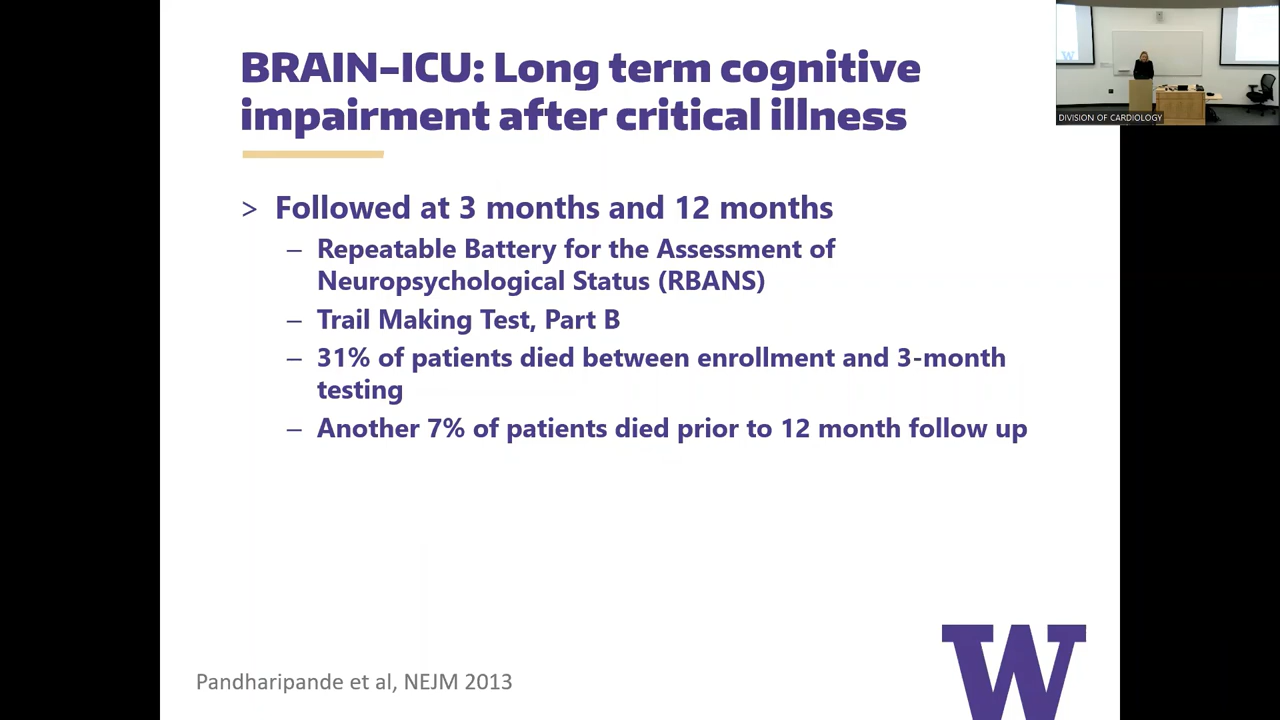 BRAIN-ICU: Long term cognitive
impairment after critical illness
> Followed at 3 months and 12 months
– Repeatable Battery for the Assessment of
Neuropsychological Status (RBANS)
– Trail Making Test, Part B
– 31% of patients died between enrollment and 3-month
testing
– Another 7% of patients died prior to 12 month follow up
Pandharipande et al, NEJM 2013
W
DIVISION OF CARDIOLOGY